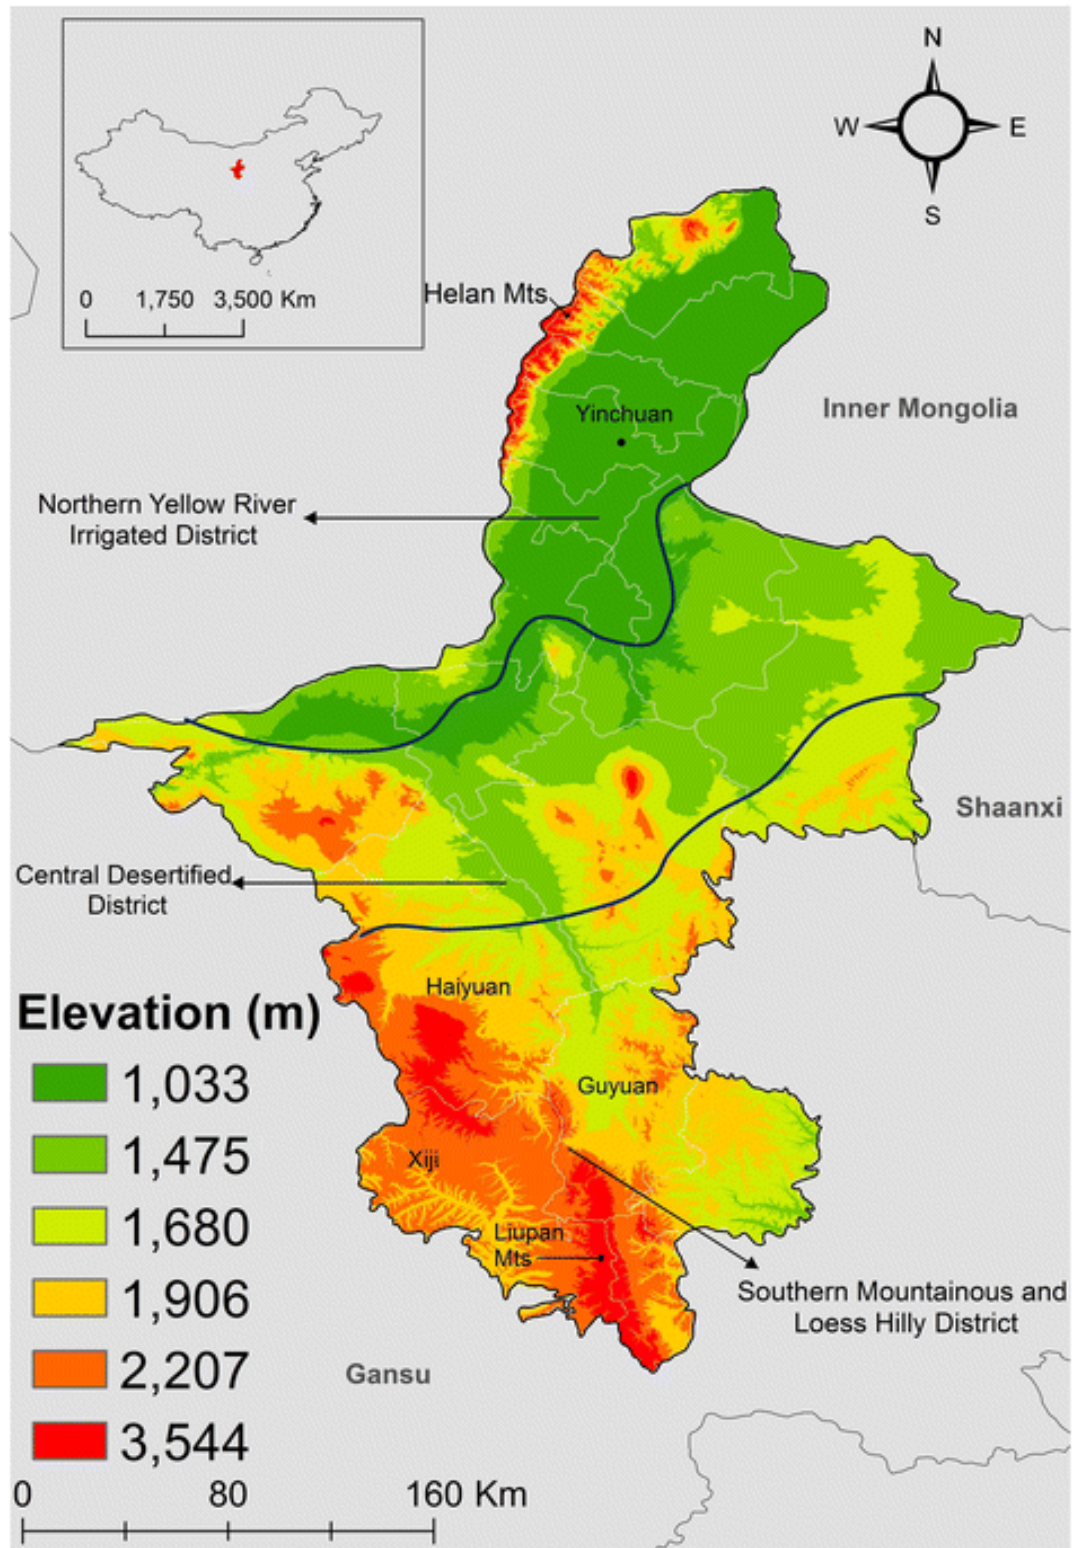 N
W E
S
0 1,750 3,500 Km
Helan Mts
Inner Mongolia
Yinchuan
Northern Yellow River
Irrigated District
Shaanxi
Central Desertified
District
Haiyuan
Elevation (m)
1,033
1,475
1,680
1,906
2,207
3,544
Guyuan
Xiji
Liupan
Mts
Southern Mountainous and
Loess Hilly District
Gansu
0 80 160 Km